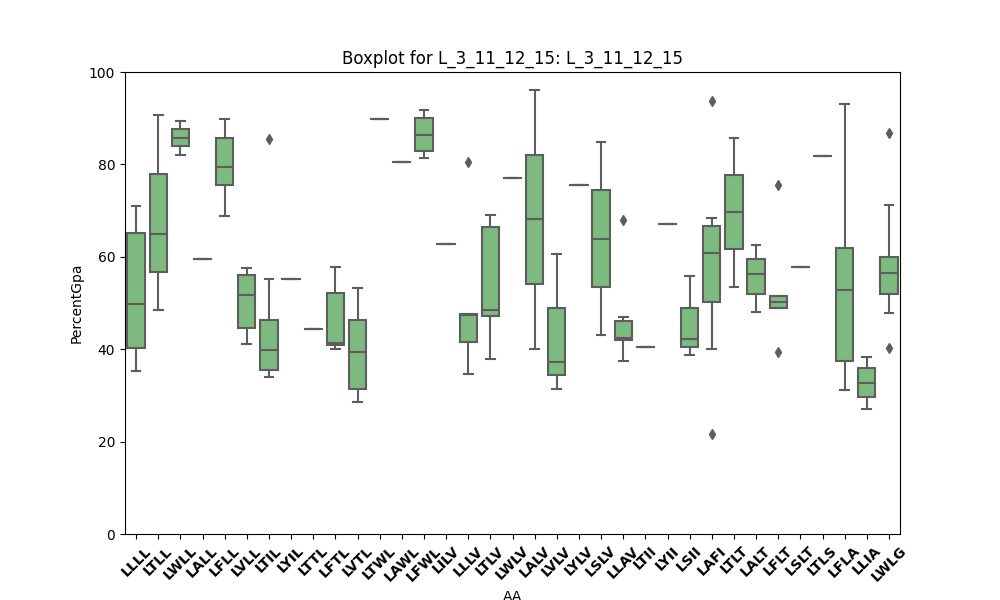 Boxplot for L_3_11_12_15: L_3_11_12_15
100
80
60
40
20
0
PercentGpa
LLLL
LTLL
LWLL
LALL
LFLL
LVLL
LTIL
LYIL
LTTL
LFTL
LVTL
LTWL
LAWL
LFWL
LILV
LLLV
LTLV
LWLV
LALV
LVLV
LYLV
LSLV
LLAV
LTII
LYII
LSII
LAFI
LTLT
LALT
LFLT
LSLT
LTLS
LFLA
LLIA
LWLG
AA